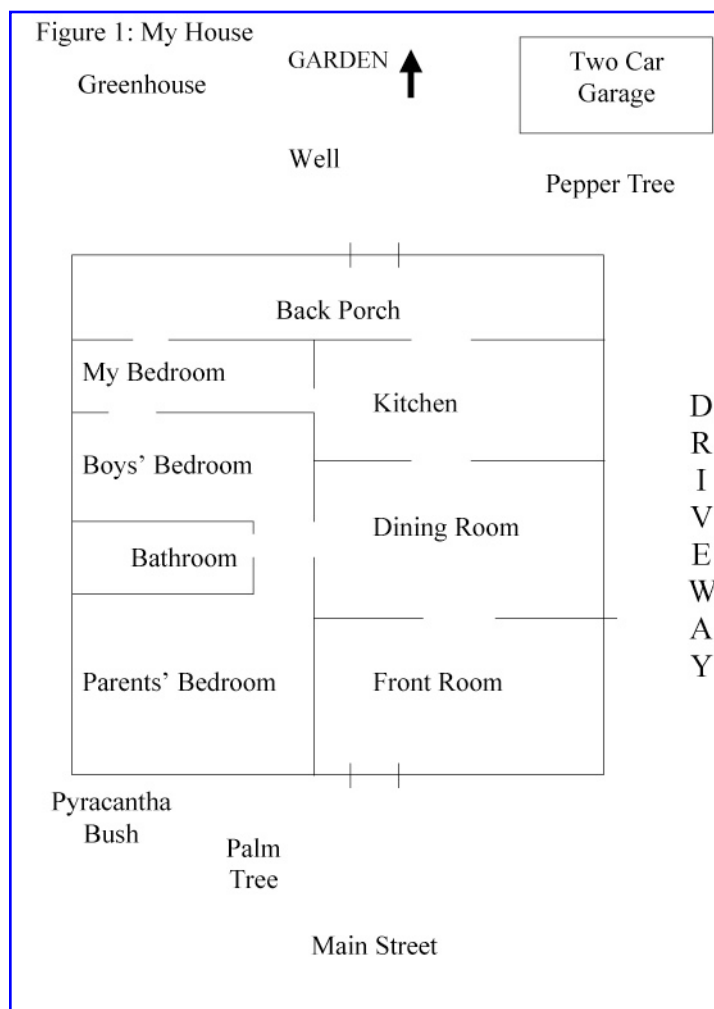 Figure 1: My House
GARDEN
Two Car
Garage
Greenhouse
Well
Pepper Tree
Back Porch
My Bedroom
Kitchen
Boys’ Bedroom
Dining Room
Bathroom
Parents’ Bedroom
Front Room
D
R
I
V
E
W
A
Y
Pyracantha
Bush
Palm
Tree
Main Street